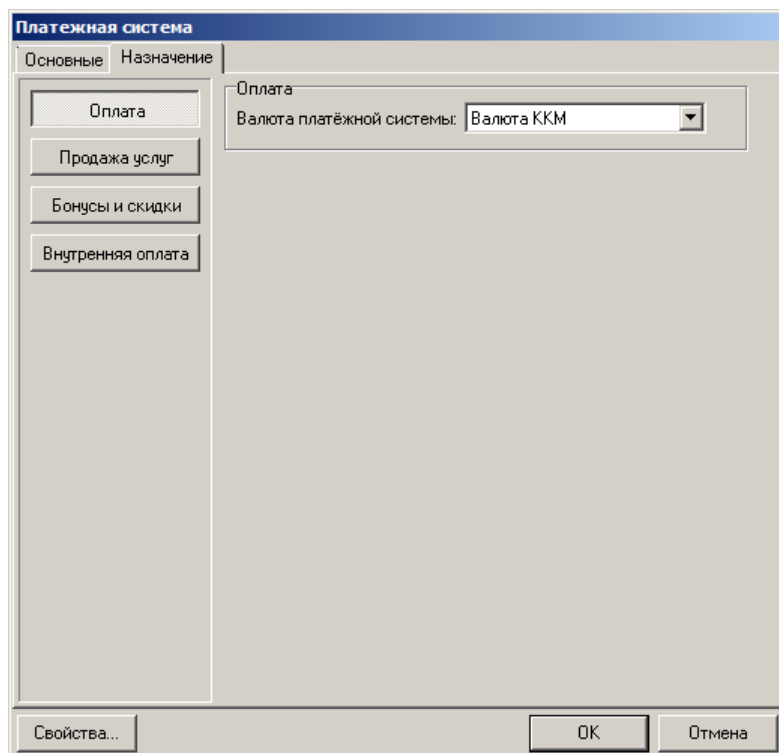 Платежная система
Основные Назначение
Оплата
Продажа услуг
Бонусы и скидки
Внутренняя оплата
Оплата
Валюта платёжной системы: Валюта ККМ
Свойства... OK Отмена